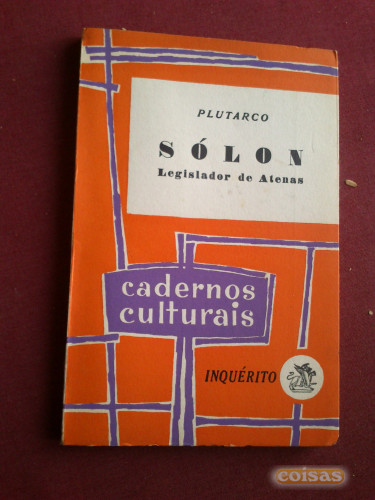 PLUTARCO
SÓLON
Legislador de Atenas
cadernos
culturais
INQUÉRITO
coisas